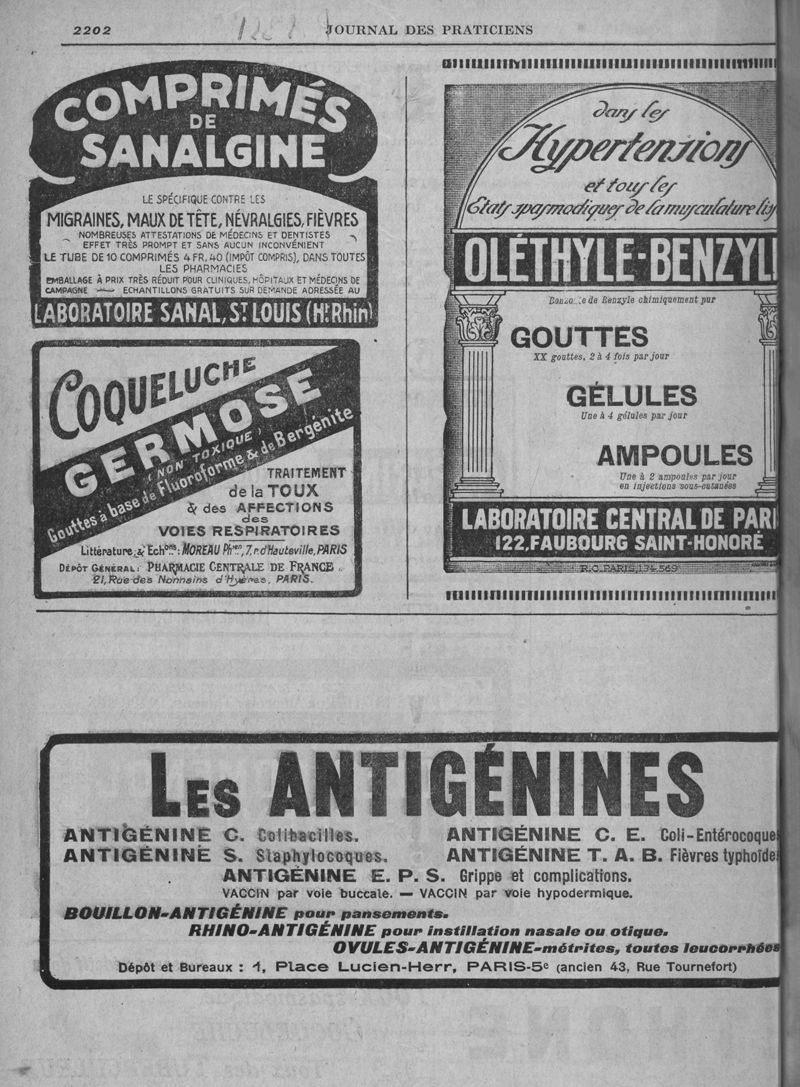 2202
JOURNAL DES PRATICIENS
COMPRIMÉS
DE
SANALGINE
LE SPÉCIFIQUE CONTRE LES
MIGRAINES, MAUX DE TÊTE, NÉVRALGIES, FIÈVRES
NOMBREUSES ATTESTATIONS DE MÉDECINS ET DENTISTES
EFFET TRÈS PROMPT ET SANS AUCUN INCONVÉNIENT
LE TUBE DE 10 COMPRIMÉS 4 FR, 40 (IMPÔT COMPRIS), DANS TOUTES
LES PHARMACIES
EMBALLAGE À PRIX TRÈS RÉDUIT POUR CLINIQUES, HÔPITAUX ET MÉDECINS DE
CAMPAGNE — ECHANTILLONS GRATUITS SUR DEMANDE ADRESSÉE AU
LABORATOIRE SANAL, ST LOUIS (Ht Rhin)
COQUELUCHE
GERMOSE
(NON TOXIQUE)
Gouttes à base de Fluoroforme & de Bergénite
TRAITEMENT
de la TOUX
& des AFFECTIONS
des
VOIES RESPIRATOIRES
Littérature & Echons: MOREAU Phien, 7, r. d'Hauteville, PARIS
DÉPÔT GÉNÉRAL: PHARMACIE CENTRALE DE FRANCE
21, Rue des Nonnains d'Hyères, PARIS.
dans les
Hypertensions
et tous les
États spasmodiques de la musculature lis
OLÉTHYLE-BENZYL
de Benzyle chimiquement pur
GOUTTES
XX gouttes, 2 à 4 fois par jour
GÉLULES
Une à 4 gélules par jour
AMPOULES
Une à 2 ampoules par jour
en injections sous-cutanées
LABORATOIRE CENTRAL DE PARI
122, FAUBOURG SAINT-HONORÉ
R.C. PARIS, 174-569
LES ANTIGÉNINES
ANTIGÉNINE C. Colibacilles.
ANTIGÉNINE C. E. Coli-Entérocoque
ANTIGÉNINE S. Staphylocoques.
ANTIGÉNINE T. A. B. Fièvres typhoïde
ANTIGÉNINE E. P. S. Grippe et complications.
VACCIN par voie buccale. — VACCIN par voie hypodermique.
BOUILLON-ANTIGÉNINE pour pansements.
RHINO-ANTIGÉNINE pour instillation nasale ou otique.
OVULES-ANTIGÉNINE-métrites, toutes leucorrhées
Dépôt et Bureaux : 1, Place Lucien-Herr, PARIS-5e (ancien 43, Rue Tournefort)